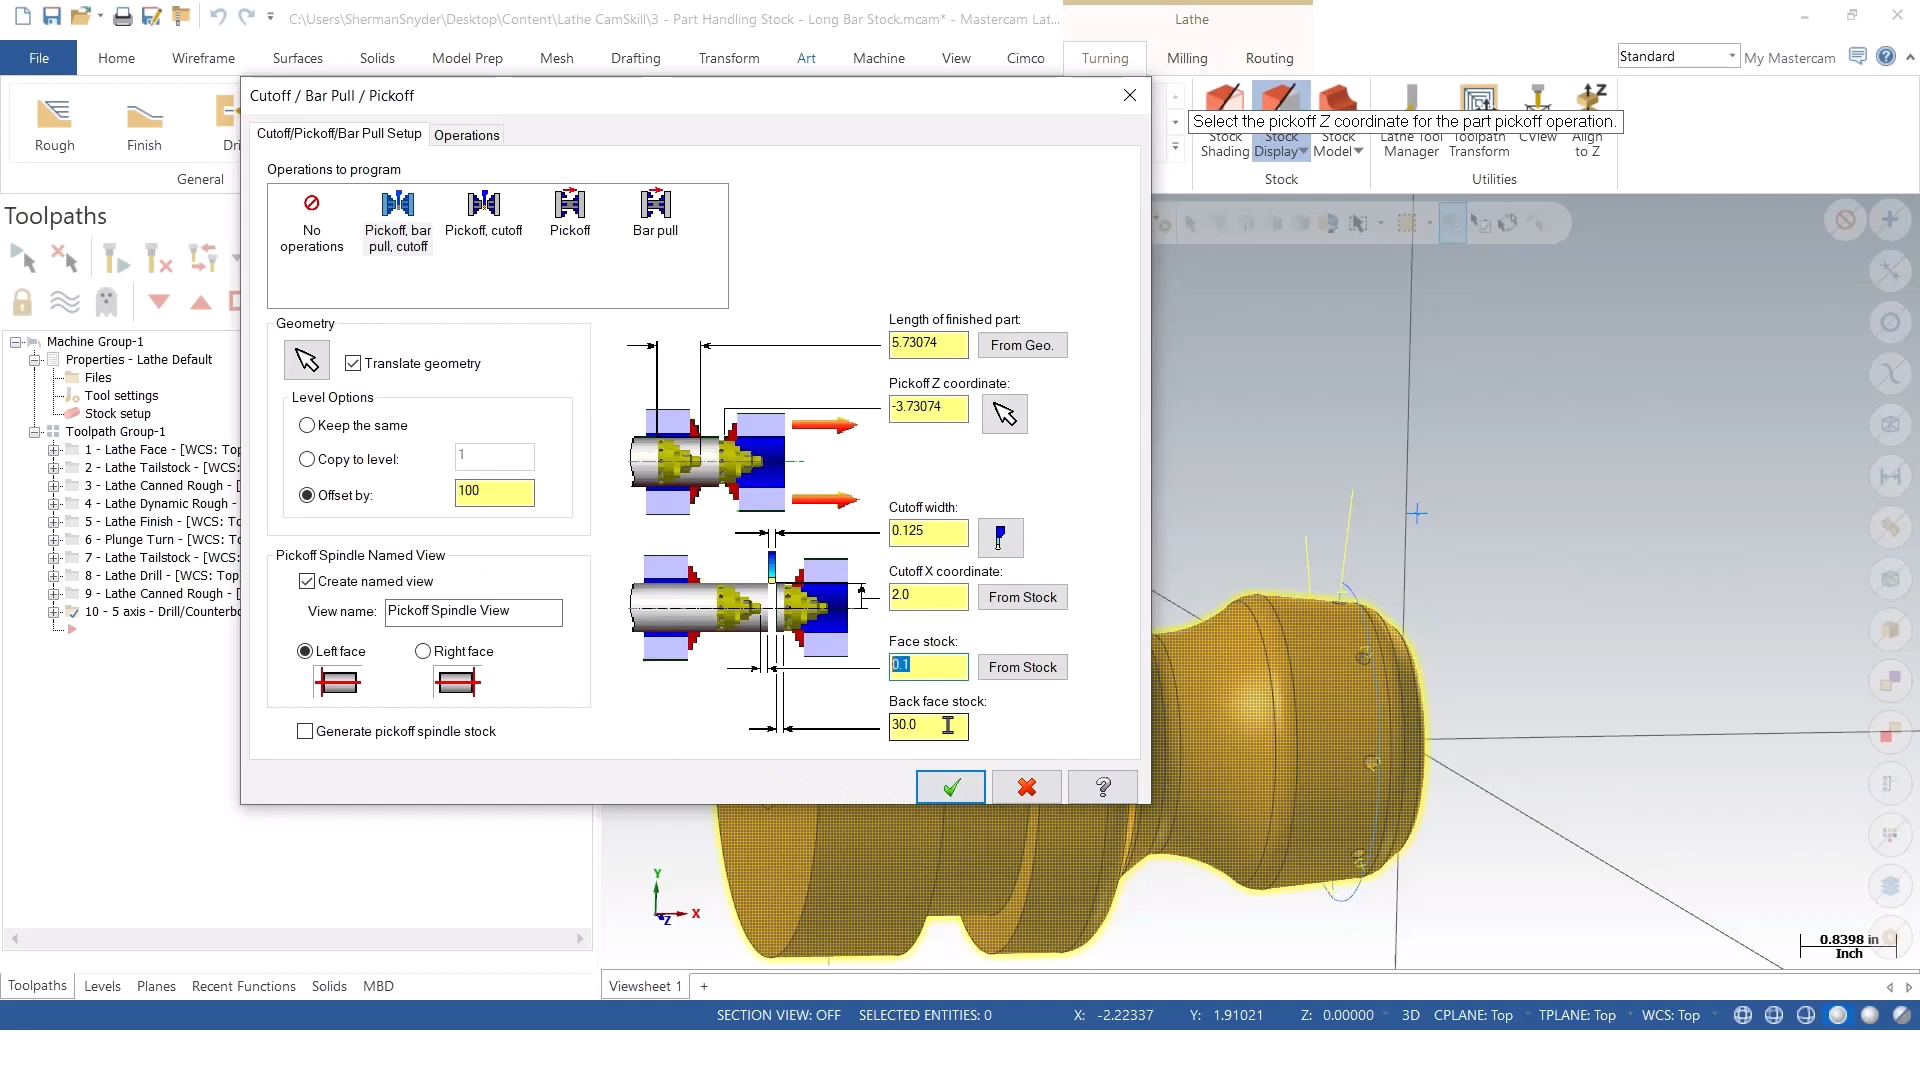 C:\Users\ShermanSnyder\Desktop\Content\Lathe CamSkill\3 - Part Handling Stock - Long Bar Stock.mcam* - Mastercam Lat...
Lathe
File
Home
Wireframe
Surfaces
Solids
Model Prep
Mesh
Drafting
Transform
Art
Machine
View
Cimco
Turning
Milling
Routing
Standard
My Mastercam
Rough
Finish
Dri
General
Select the pickoff Z coordinate for the part pickoff operation.
Stock
Shading
Stock
Display
Stock
Model
Lathe Tool
Manager
Toolpath
Transform
CView
Align
to Z
Stock
Utilities
Cutoff / Bar Pull / Pickoff
Cutoff/Pickoff/Bar Pull Setup
Operations
Operations to program
No
operations
Pickoff, bar
pull, cutoff
Pickoff, cutoff
Pickoff
Bar pull
Geometry
Translate geometry
Level Options
Keep the same
Copy to level:
1
Offset by:
100
Pickoff Spindle Named View
Create named view
View name:
Pickoff Spindle View
Left face
Right face
Generate pickoff spindle stock
Length of finished part:
5.73074
From Geo.
Pickoff Z coordinate:
-3.73074
Cutoff width:
0.125
Cutoff X coordinate:
2.0
From Stock
Face stock:
0.1
From Stock
Back face stock:
30.0
Toolpaths
Machine Group-1
Properties - Lathe Default
Files
Tool settings
Stock setup
Toolpath Group-1
1 - Lathe Face - [WCS: Top
2 - Lathe Tailstock - [WCS:
3 - Lathe Canned Rough - [
4 - Lathe Dynamic Rough -
5 - Lathe Finish - [WCS: To
6 - Plunge Turn - [WCS: To
7 - Lathe Tailstock - [WCS:
8 - Lathe Drill - [WCS: Top
9 - Lathe Canned Rough - [
10 - 5 axis - Drill/Counterbo
Y
X
Z
0.8398 in
Inch
Toolpaths
Levels
Planes
Recent Functions
Solids
MBD
Viewsheet 1
+
SECTION VIEW: OFF
SELECTED ENTITIES: 0
X: -2.22337
Y: 1.91021
Z: 0.00000
3D
CPLANE: Top
TPLANE: Top
WCS: Top